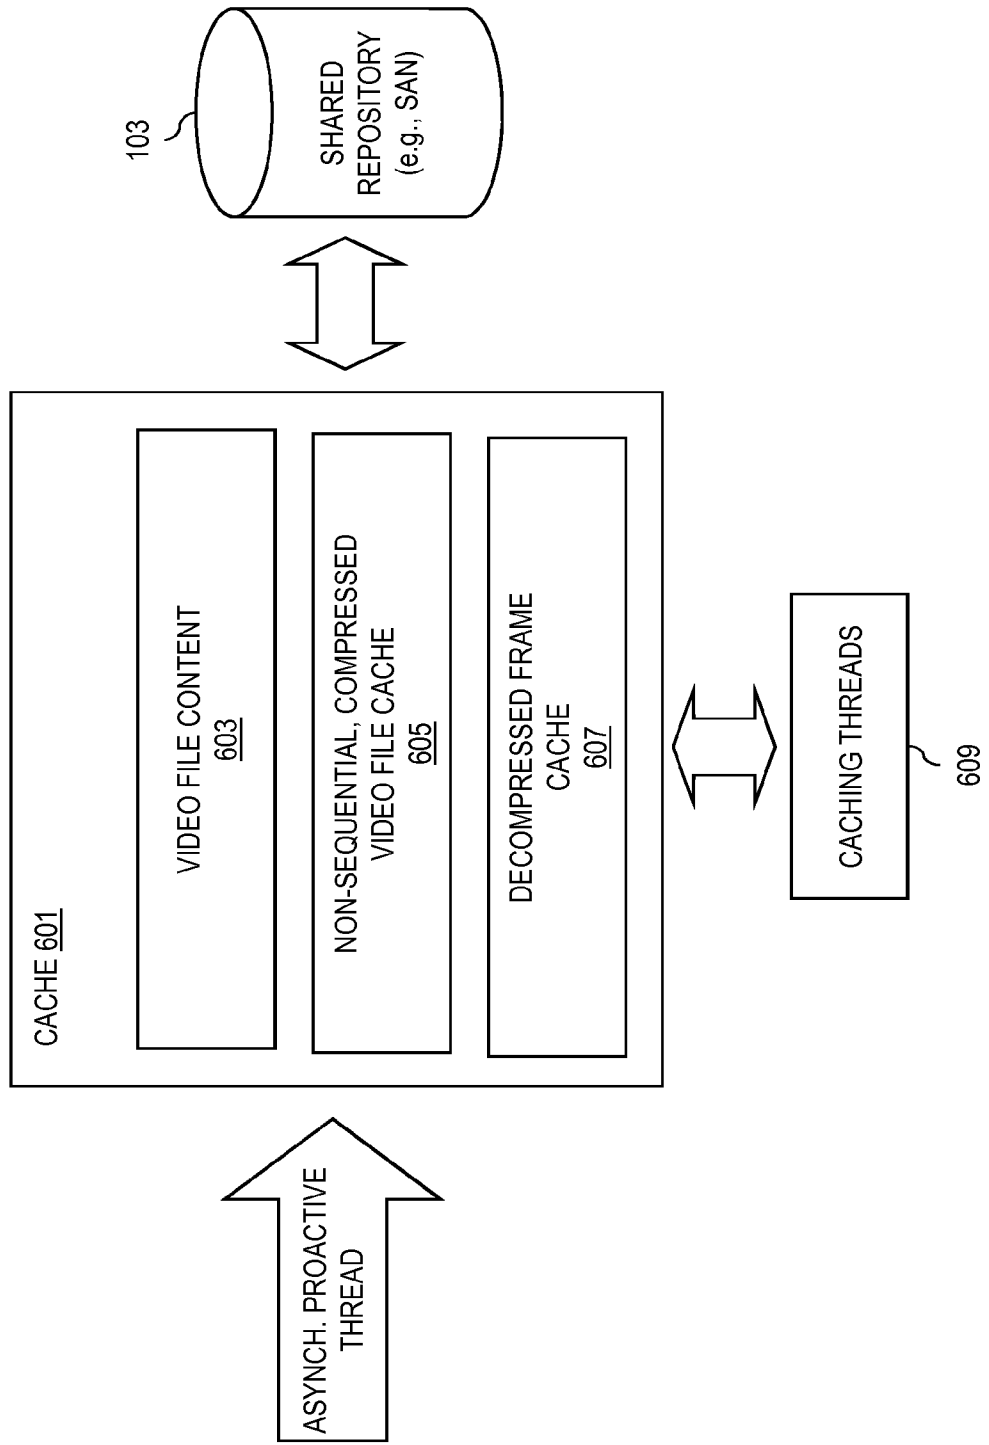 CACHE 601
VIDEO FILE CONTENT
603
NON-SEQUENTIAL, COMPRESSED
VIDEO FILE CACHE
605
DECOMPRESSED FRAME
CACHE
607
ASYNCH. PROACTIVE
THREAD
103
SHARED
REPOSITORY
(e.g., SAN)
CACHING THREADS
609